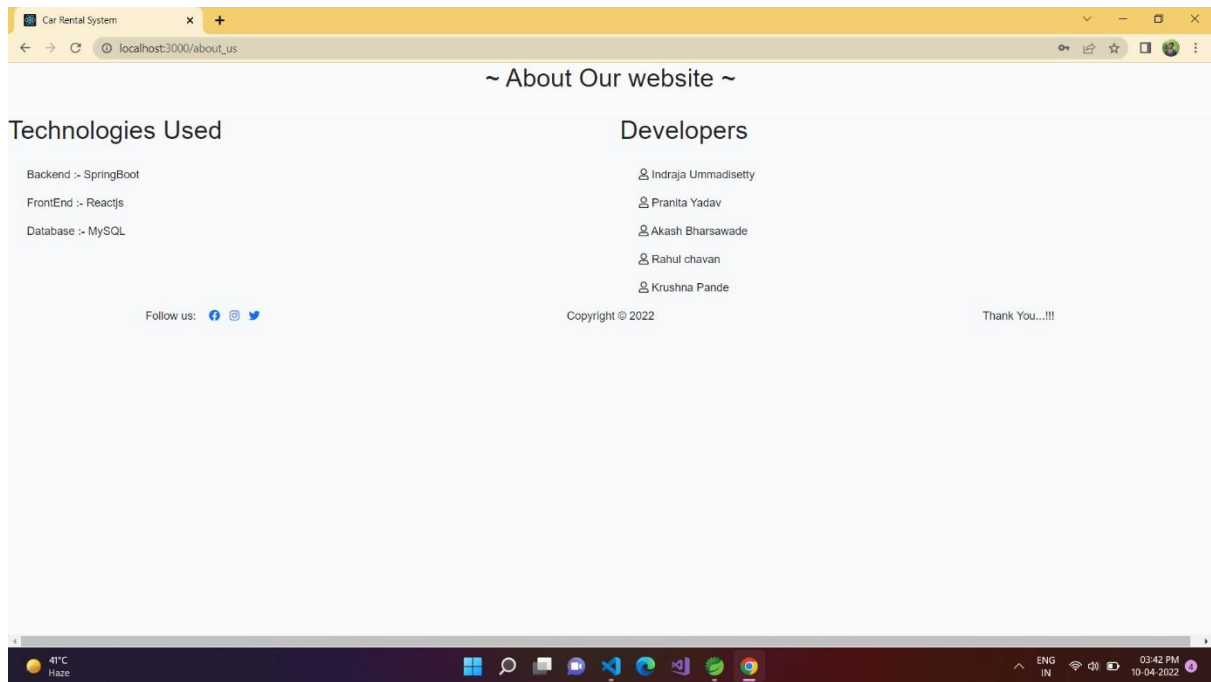 Car Rental System
localhost:3000/about_us
~ About Our website ~
Technologies Used
Backend :- SpringBoot
FrontEnd :- Reactjs
Database :- MySQL
Developers
Indraja Ummadisetty
Pranita Yadav
Akash Bharsawade
Rahul chavan
Krushna Pande
Follow us:
Copyright © 2022
Thank You...!!!
41°C
Haze
ENG
IN
03:42 PM
10-04-2022
4